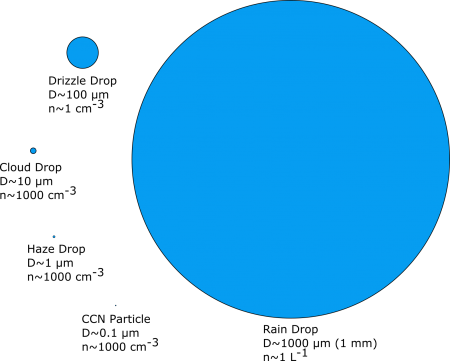 Drizzle Drop
D~100 µm
n~1 cm-3
Cloud Drop
D~10 µm
n~1000 cm-3
Haze Drop
D~1 µm
n~1000 cm-3
CCN Particle
D~0.1 µm
n~1000 cm-3
Rain Drop
D~1000 µm (1 mm)
n~1 L-1